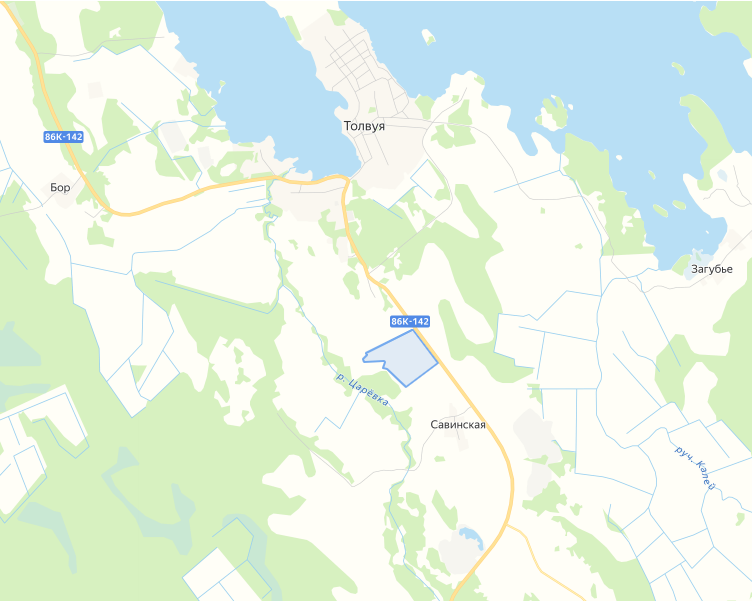 Толвуя
86К-142
Бор
Загубье
86К-142
р. Царёвка
Савинская
руч. Калей